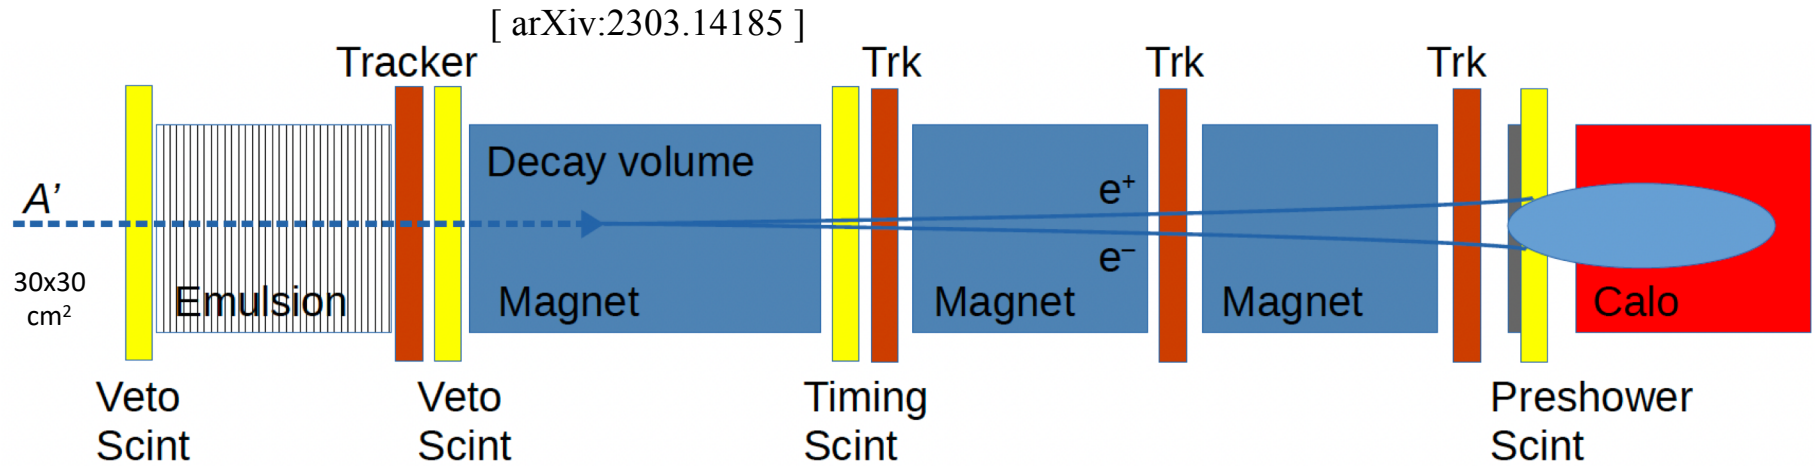 [ arXiv:2303.14185 ]
Tracker
Trk
Trk
Trk
A’
Decay volume
e+
e–
30x30
cm2
Emulsion
Magnet
Magnet
Magnet
Calo
Veto
Scint
Veto
Scint
Timing
Scint
Preshower
Scint